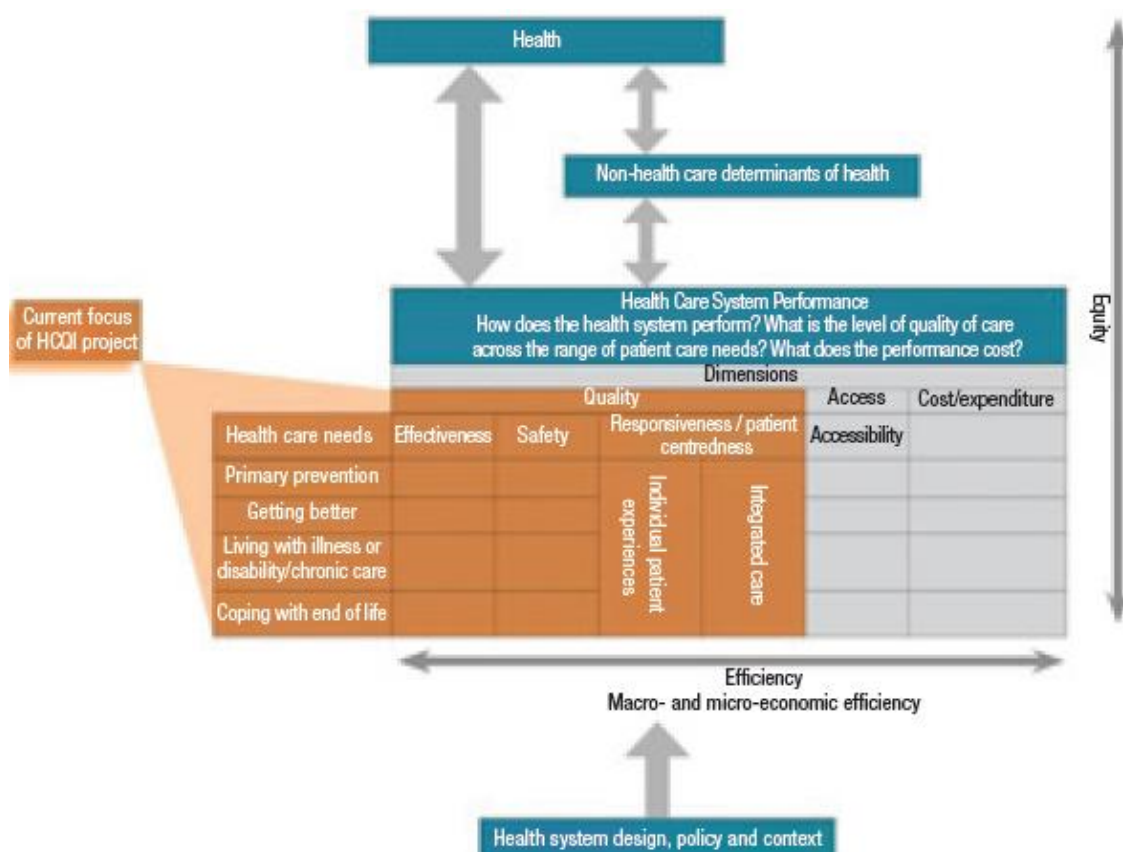 Health
Non-health care determinants of health
Equity
Current focus
of HCQI project
Health Care System Performance
How does the health system perform? What is the level of quality of care
across the range of patient care needs? What does the performance cost?
Dimensions
Quality
Access
Cost/expenditure
Health care needs
Effectiveness
Safety
Responsiveness / patient
centredness
Accessibility
Primary prevention
Getting better
Living with illness or
disability/chronic care
Coping with end of life
Individual patient
experiences
Integrated care
Efficiency
Macro- and micro-economic efficiency
Health system design, policy and context